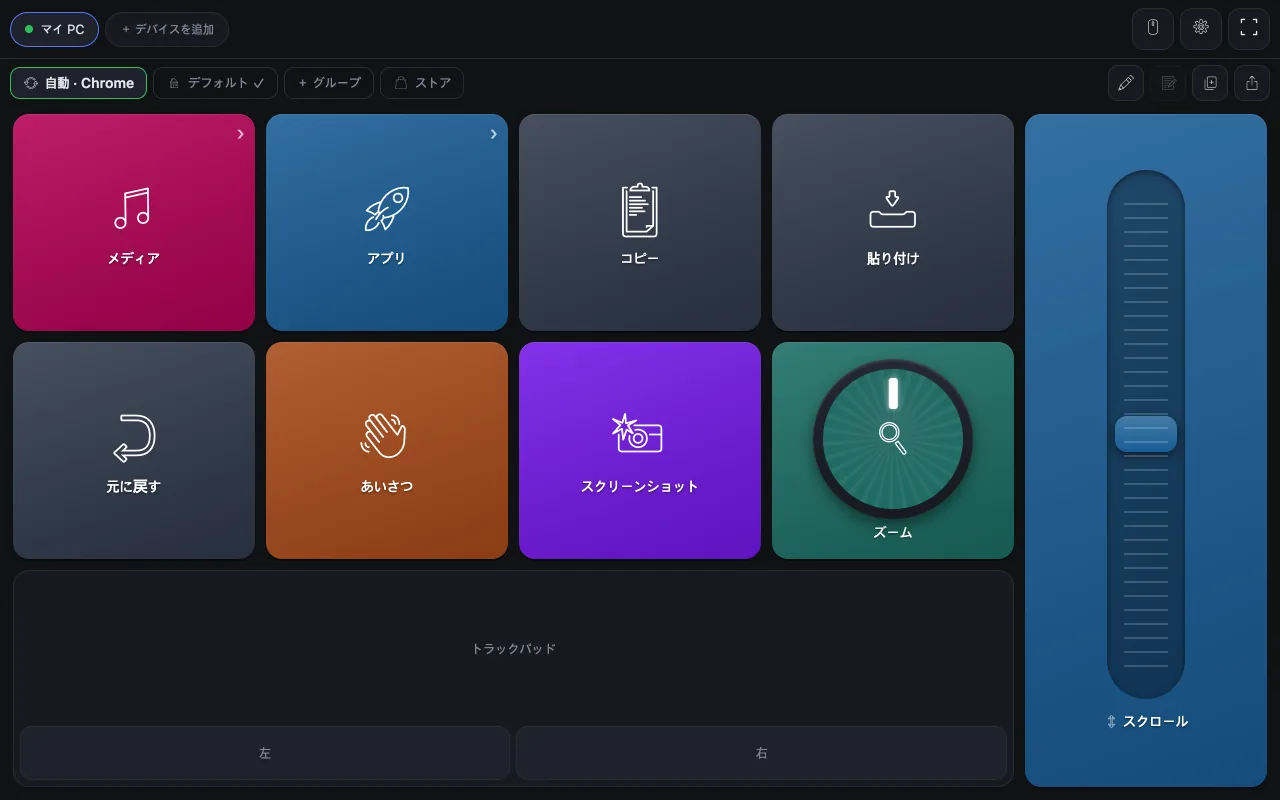 マイ PC
+ デバイスを追加
自動 · Chrome
デフォルト ✓
+ グループ
ストア
メディア
アプリ
コピー
貼り付け
元に戻す
あいさつ
スクリーンショット
ズーム
トラックパッド
左
右
スクロール